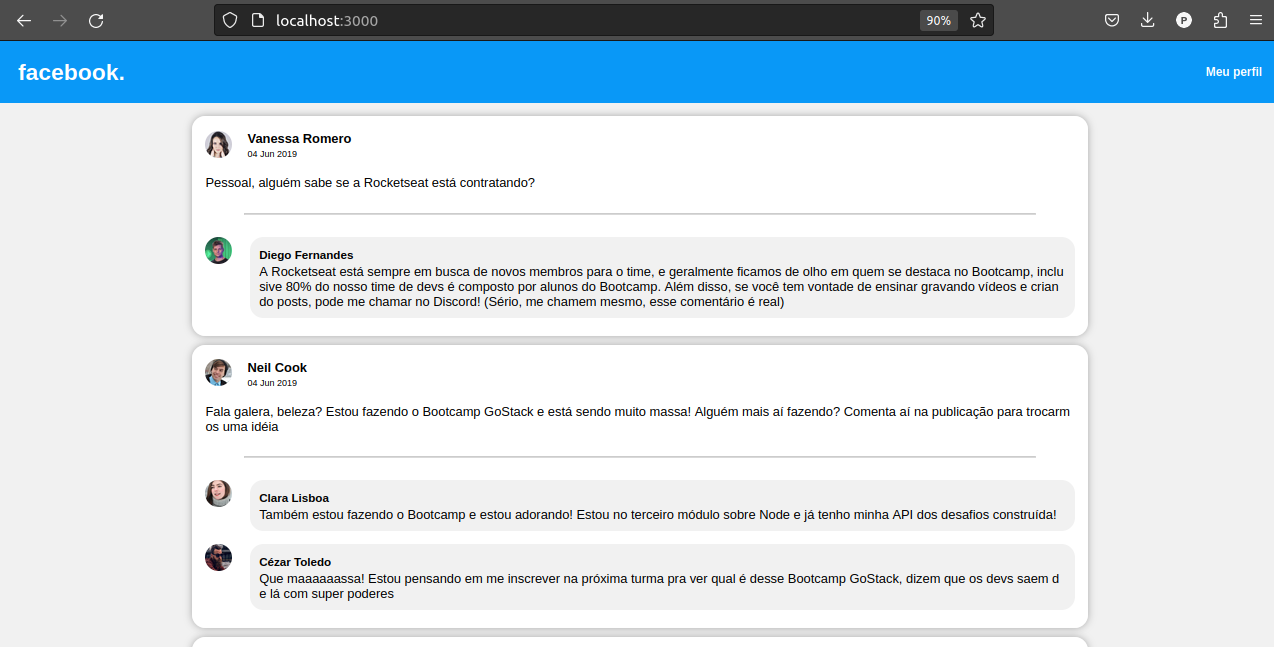 localhost:3000
90%
P
facebook.
Meu perfil
Vanessa Romero
04 Jun 2019
Pessoal, alguém sabe se a Rocketseat está contratando?
Diego Fernandes
A Rocketseat está sempre em busca de novos membros para o time, e geralmente ficamos de olho em quem se destaca no Bootcamp, inclu
sive 80% do nosso time de devs é composto por alunos do Bootcamp. Além disso, se você tem vontade de ensinar gravando vídeos e crian
do posts, pode me chamar no Discord! (Sério, me chamem mesmo, esse comentário é real)
Neil Cook
04 Jun 2019
Fala galera, beleza? Estou fazendo o Bootcamp GoStack e está sendo muito massa! Alguém mais aí fazendo? Comenta aí na publicação para trocarm
os uma idéia
Clara Lisboa
Também estou fazendo o Bootcamp e estou adorando! Estou no terceiro módulo sobre Node e já tenho minha API dos desafios construída!
Cézar Toledo
Que maaaaaassa! Estou pensando em me inscrever na próxima turma pra ver qual é desse Bootcamp GoStack, dizem que os devs saem d
e lá com super poderes